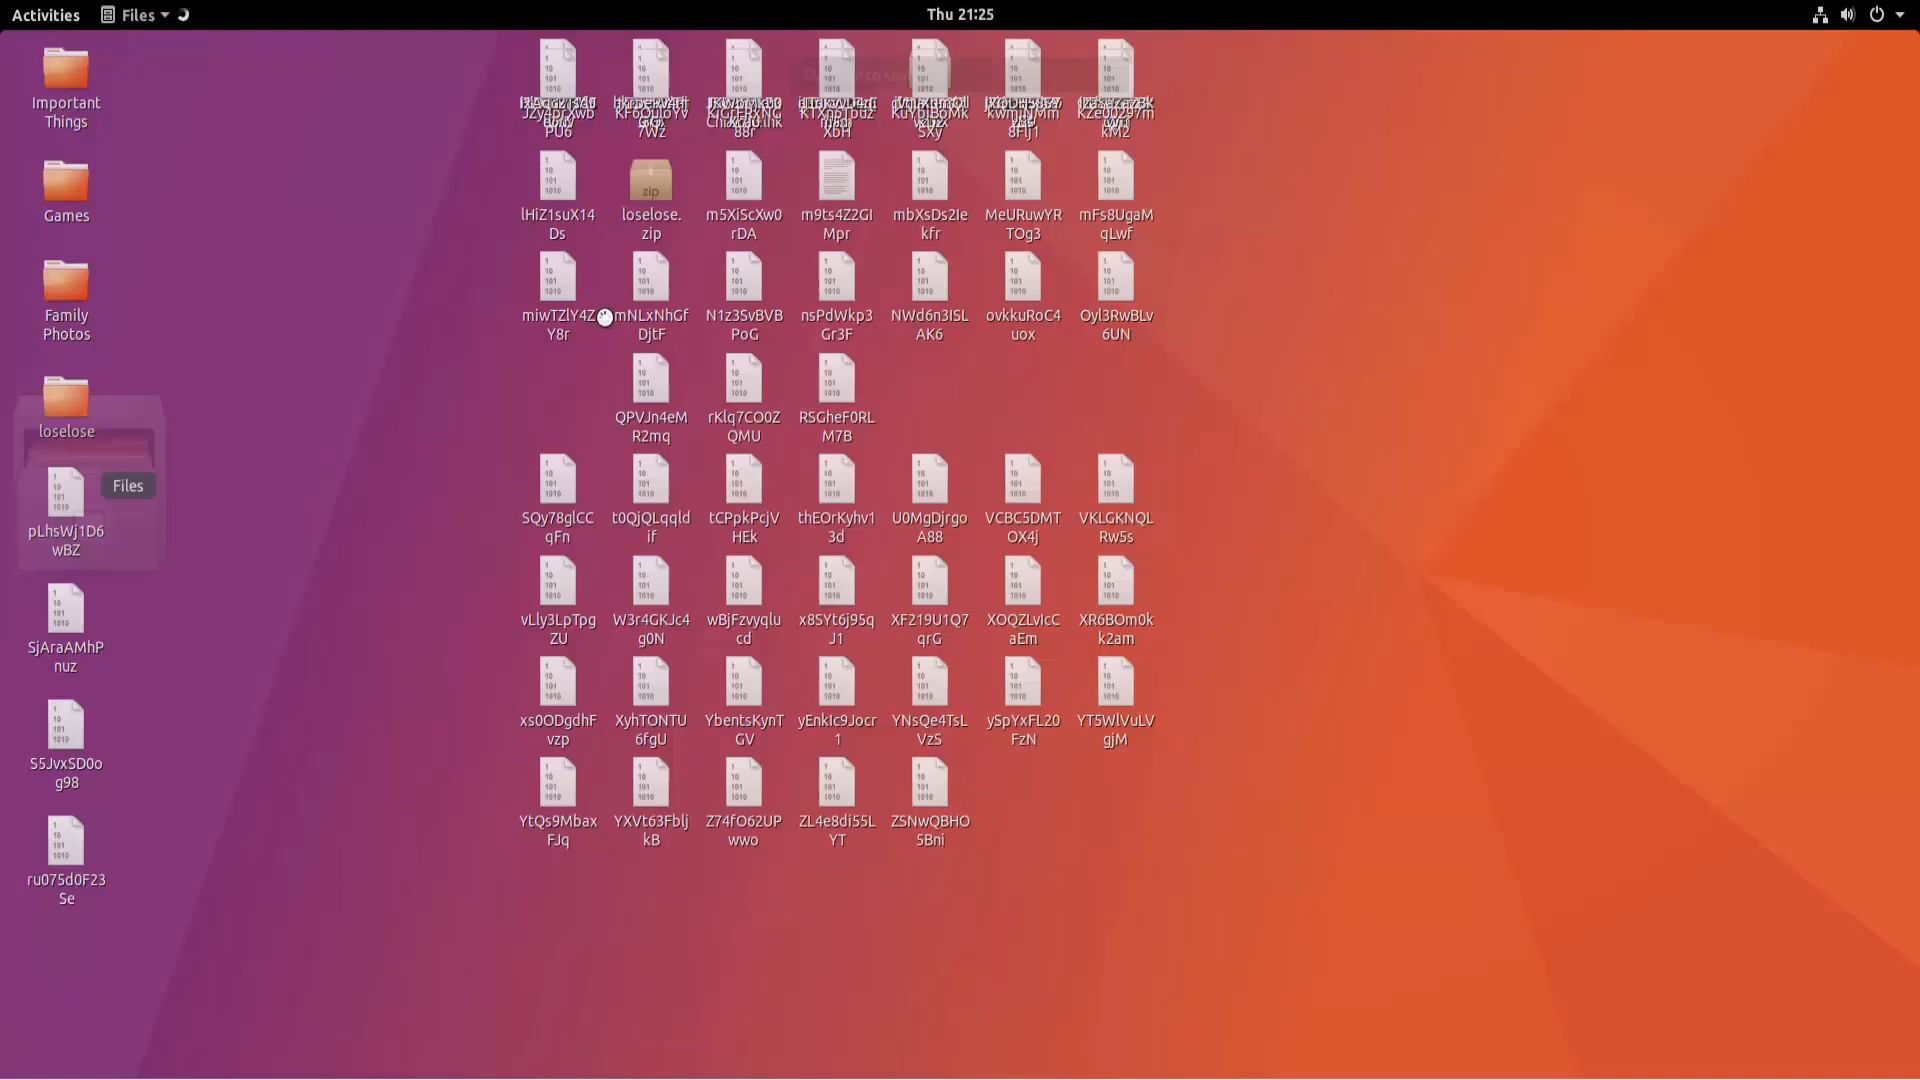 Activities
Files
Thu 21:25
Important
Things
Games
Family
Photos
loselose
Files
pLhsWj1D6
wBZ
SjAraAMhP
nuz
S5JvxSD0o
g98
ru075d0F23
Se
lHiZ1suX14
Ds
zip
loselose.
zip
m5XiScXw0
rDA
m9ts4Z2GI
Mpr
mbXsDs2Ie
kfr
MeURuwYR
TOg3
mFs8UgaM
qLwf
miwTZlY4Z
Y8r
mNLxNhGf
DjtF
N1z3SvBVB
PoG
nsPdWkp3
Gr3F
NWd6n3ISL
AK6
ovkkuRoC4
uox
Oyl3RwBLv
6UN
QPVJn4eM
R2mq
rKlq7CO0Z
QMU
RSGheF0RL
M7B
SQy78glCC
qFn
t0QjQLqqld
if
tCPpkPcjV
HEk
thEOrKyhv1
3d
U0MgDjrgo
A88
VCBC5DMT
OX4j
VKLGKNQL
Rw5s
vLly3LpTpg
ZU
W3r4GKJc4
g0N
wBjFzvyqlu
cd
x8SYt6j95q
J1
XF219U1Q7
qrG
XOQZLvIcC
aEm
XR6BOm0k
k2am
xs0ODgdhF
vzp
XyhTONTU
6fgU
YbentsKynT
GV
yEnkIc9Jocr
1
YNsQe4TsL
VzS
ySpYxFL20
FzN
YT5WlVuLV
gjM
YtQs9Mbax
FJq
YXVt63Fblj
kB
Z74fO62UP
wwo
ZL4e8di55L
YT
ZSNwQBHO
5Bni